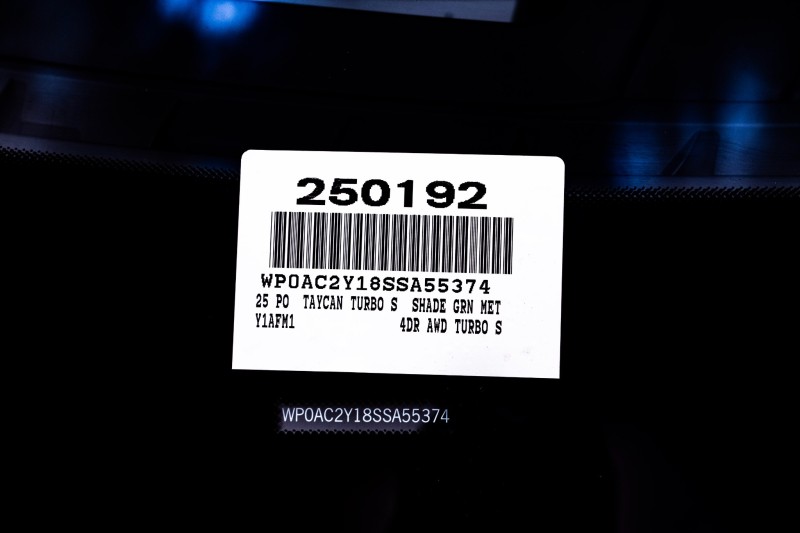 250192
WP0AC2Y18SSA55374
25 PO TAYCAN TURBO S SHADE GRN MET
Y1AFM1 4DR AWD TURBO S
WP0AC2Y18SSA55374